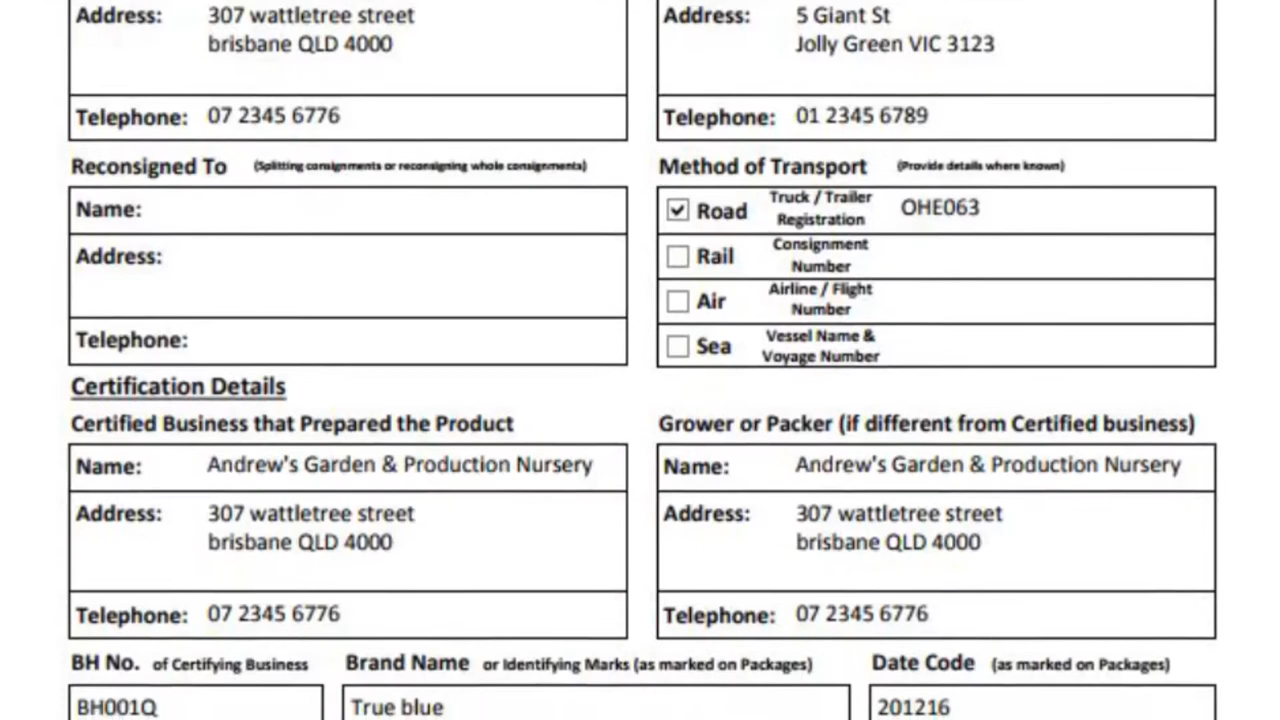 Address: 307 wattletree street
brisbane QLD 4000
Telephone: 07 2345 6776
Address: 5 Giant St
Jolly Green VIC 3123
Telephone: 01 2345 6789
Reconsigned To (Splitting consignments or reconsigning whole consignments)
Name:
Address:
Telephone:
Method of Transport (Provide details where known)
Road Truck / Trailer
Registration OHE063
Rail Consignment
Number
Air Airline / Flight
Number
Sea Vessel Name &
Voyage Number
Certification Details
Certified Business that Prepared the Product
Name: Andrew's Garden & Production Nursery
Address: 307 wattletree street
brisbane QLD 4000
Telephone: 07 2345 6776
Grower or Packer (if different from Certified business)
Name: Andrew's Garden & Production Nursery
Address: 307 wattletree street
brisbane QLD 4000
Telephone: 07 2345 6776
BH No. of Certifying Business
BH001Q
Brand Name or Identifying Marks (as marked on Packages)
True blue
Date Code (as marked on Packages)
201216